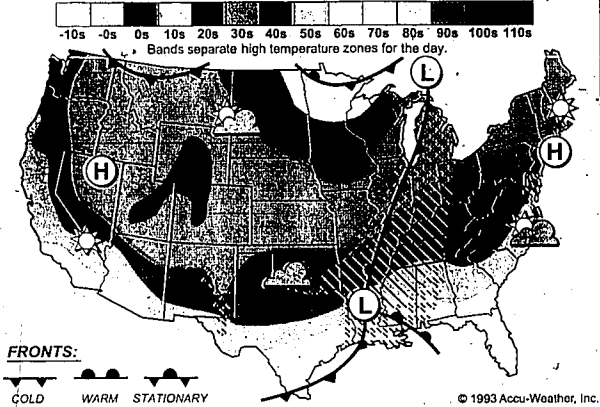 -10s -0s 0s 10s 20s 30s 40s 50s 60s 70s 80s 90s 100s 110s
Bands separate high temperature zones for the day.
L
H
H
L
FRONTS:
COLD WARM STATIONARY
© 1993 Accu-Weather, Inc.